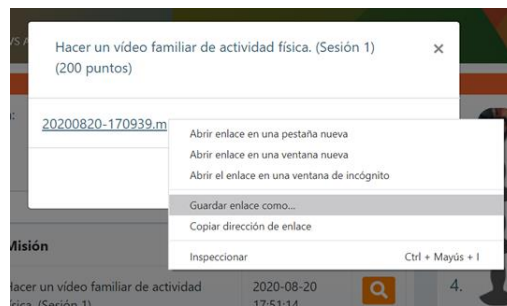 VS A
Hacer un vídeo familiar de actividad física. (Sesión 1)
(200 puntos)
×
20200820-170939.m
Abrir enlace en una pestaña nueva
Abrir enlace en una ventana nueva
Abrir el enlace en una ventana de incógnito
Guardar enlace como...
Copiar dirección de enlace
Inspeccionar Ctrl + Mayús + I
Misión
Hacer un vídeo familiar de actividad 2020-08-20 4.
física. (Sesión 1) 17:51:14